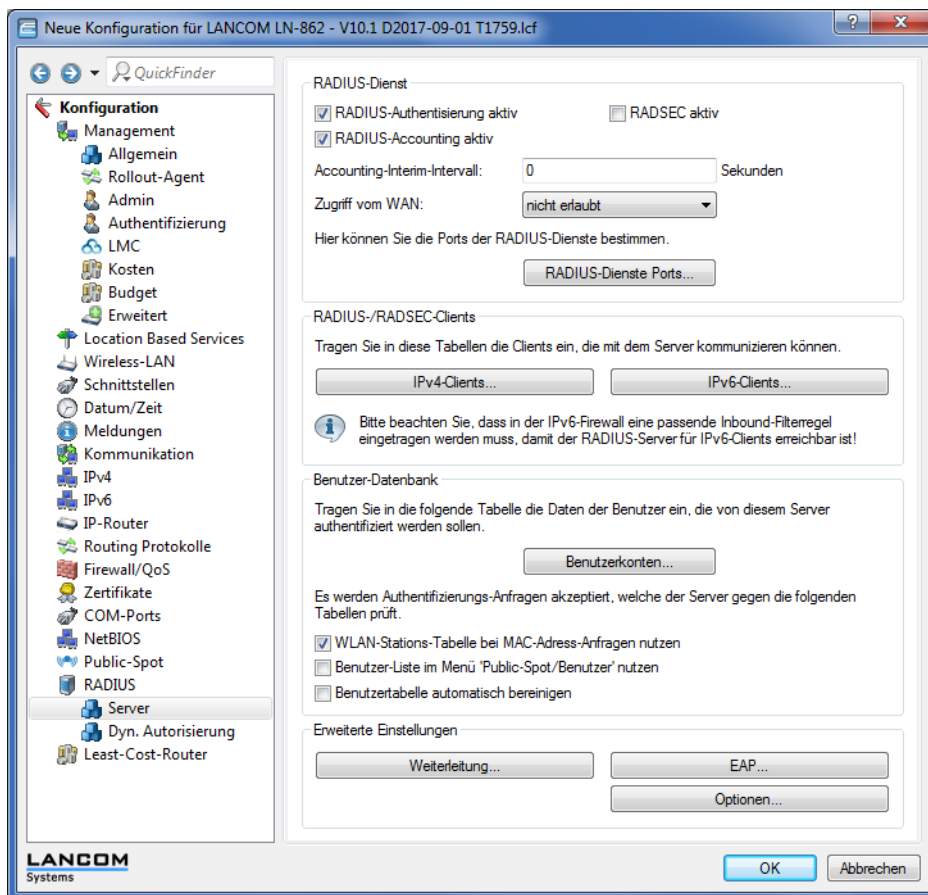 Neue Konfiguration für LANCOM LN-862 - V10.1 D2017-09-01 T1759.lcf
QuickFinder
Konfiguration
Management
Allgemein
Rollout-Agent
Admin
Authentifizierung
LMC
Kosten
Budget
Erweitert
Location Based Services
Wireless-LAN
Schnittstellen
Datum/Zeit
Meldungen
Kommunikation
IPv4
IPv6
IP-Router
Routing Protokolle
Firewall/QoS
Zertifikate
COM-Ports
NetBIOS
Public-Spot
RADIUS
Server
Dyn. Autorisierung
Least-Cost-Router
RADIUS-Dienst
RADIUS-Authentisierung aktiv
RADSEC aktiv
RADIUS-Accounting aktiv
Accounting-Interim-Intervall: 0 Sekunden
Zugriff vom WAN: nicht erlaubt
Hier können Sie die Ports der RADIUS-Dienste bestimmen.
RADIUS-Dienste Ports...
RADIUS-/RADSEC-Clients
Tragen Sie in diese Tabellen die Clients ein, die mit dem Server kommunizieren können.
IPv4-Clients...
IPv6-Clients...
Bitte beachten Sie, dass in der IPv6-Firewall eine passende Inbound-Filterregel
eingetragen werden muss, damit der RADIUS-Server für IPv6-Clients erreichbar ist!
Benutzer-Datenbank
Tragen Sie in die folgende Tabelle die Daten der Benutzer ein, die von diesem Server
authentifiziert werden sollen.
Benutzerkonten...
Es werden Authentifizierungs-Anfragen akzeptiert, welche der Server gegen die folgenden
Tabellen prüft.
WLAN-Stations-Tabelle bei MAC-Adress-Anfragen nutzen
Benutzer-Liste im Menü 'Public-Spot/Benutzer' nutzen
Benutzertabelle automatisch bereinigen
Erweiterte Einstellungen
Weiterleitung...
EAP...
Optionen...
LANCOM
Systems
OK
Abbrechen